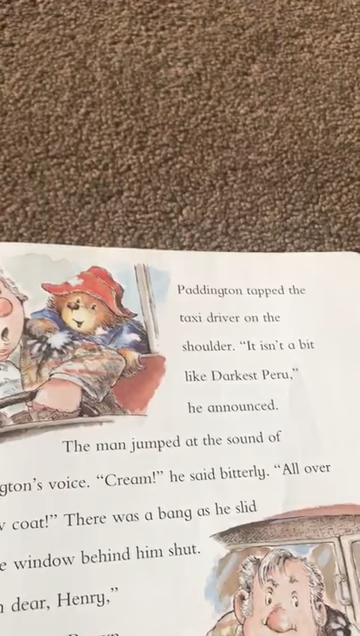 Paddington tapped the
taxi driver on the
shoulder. "It isn't a bit
like Darkest Peru,"
he announced.
The man jumped at the sound of
gton's voice. "Cream!" he said bitterly. "All over
coat!" There was a bang as he slid
window behind him shut.
dear, Henry,"